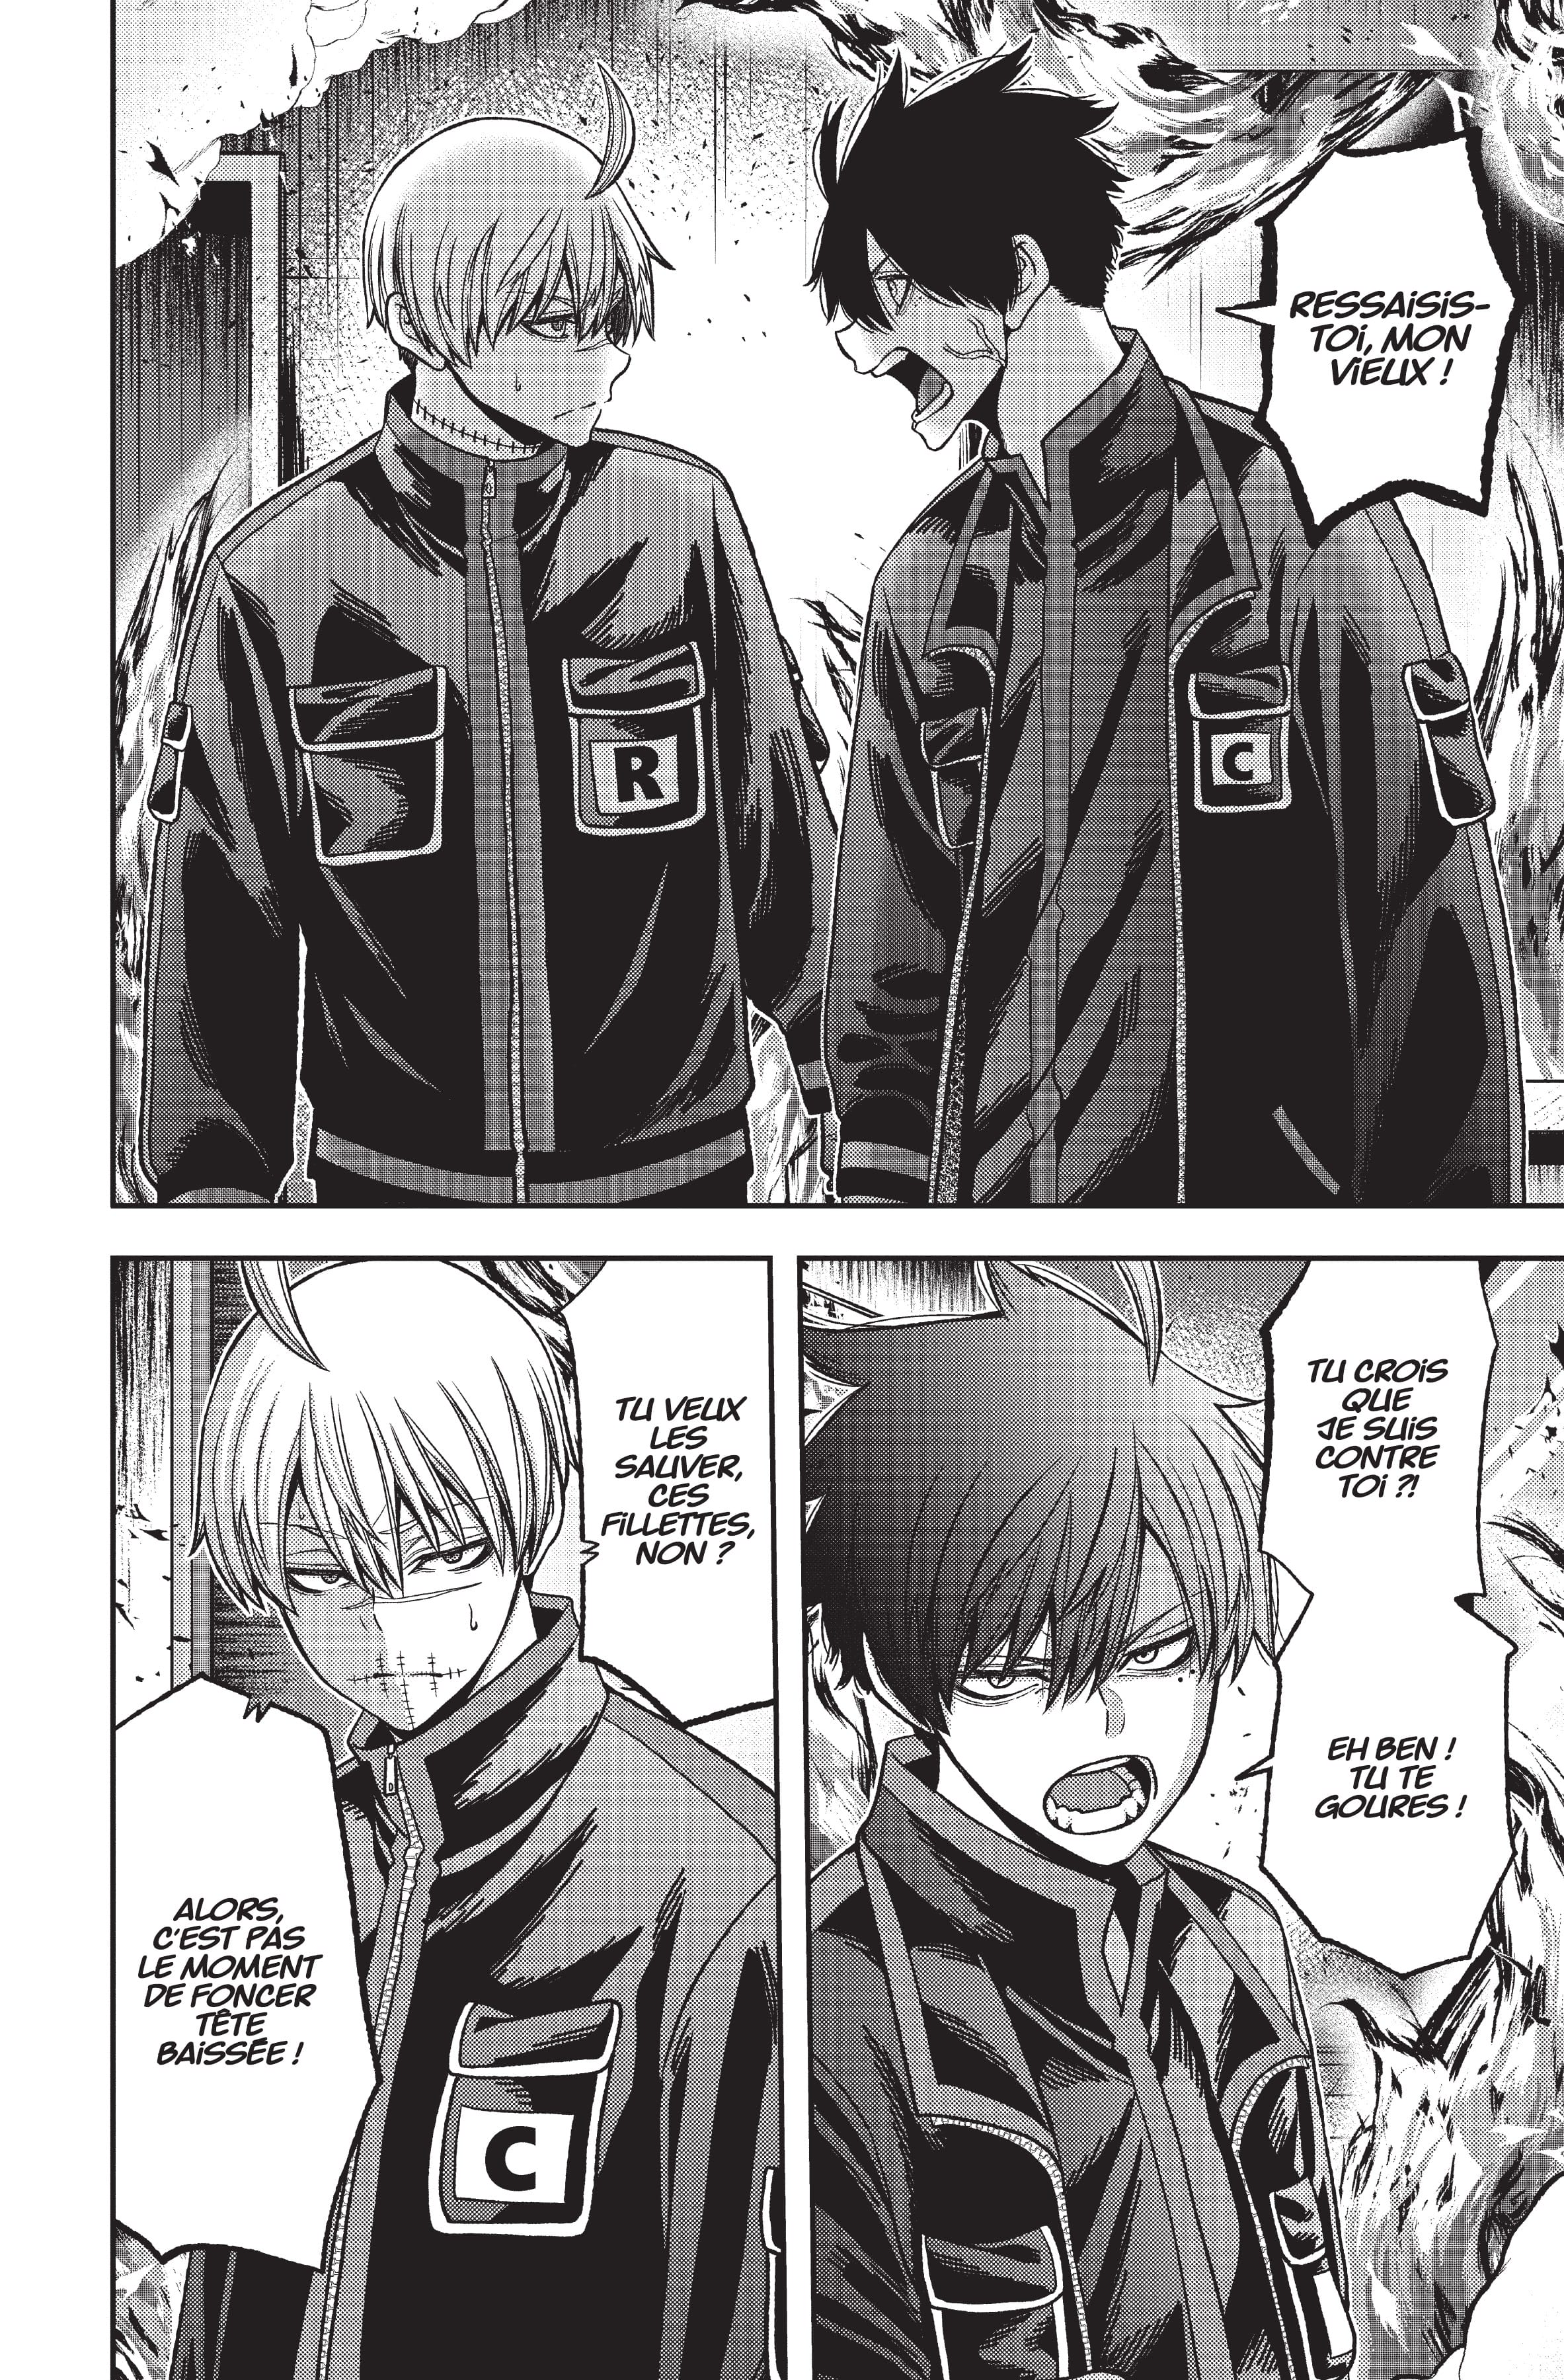 RESSAISIS-
TOI, MON
VIEUX !
R
C
TU CROIS
QUE
JE SUIS
CONTRE
TOI ?!
EH BEN !
TU TE
GOURES !
TU VEUX
LES
SAUVER,
CES
FILLETTES,
NON ?
ALORS,
C'EST PAS
LE MOMENT
DE FONCER
TÊTE
BAISSÉE !
C